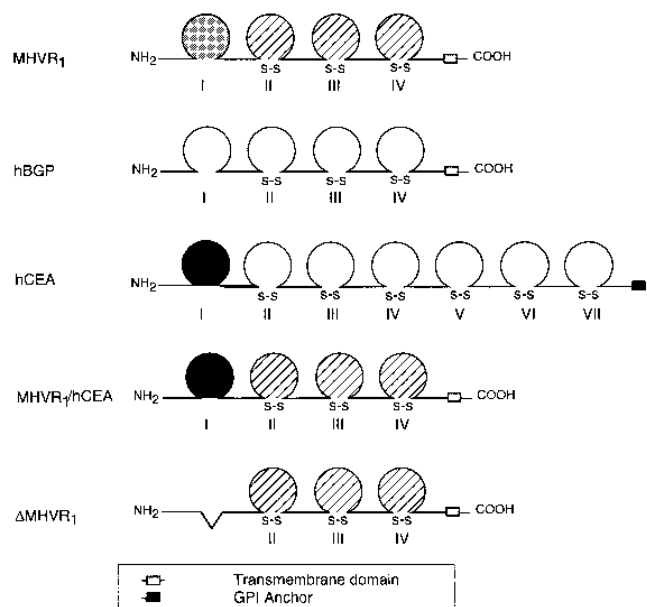 MHVR1 NH2 S-S S-S S-S COOH
I II III IV
hBGP NH2 S-S S-S S-S COOH
I II III IV
hCEA NH2 S-S S-S S-S S-S S-S S-S
I II III IV V VI VII
MHVR1/hCEA NH2 S-S S-S S-S COOH
I II III IV
ΔMHVR1 NH2 S-S S-S S-S COOH
II III IV
Transmembrane domain
GPI Anchor